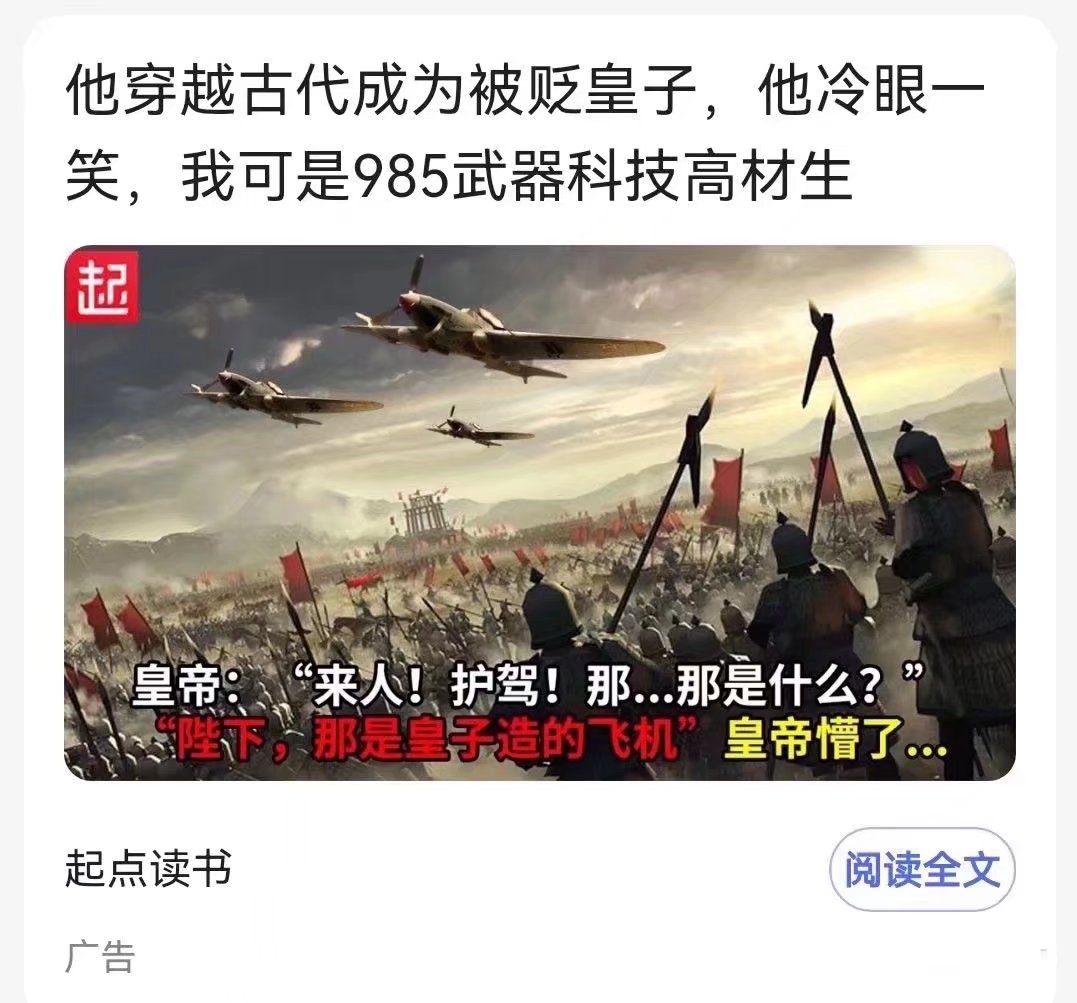 他穿越古代成为被贬皇子，他冷眼一
笑，我可是985武器科技高材生
起
皇帝：“来人！护驾！那...那是什么？”
“陛下，那是皇子造的飞机”皇帝懵了...
起点读书
阅读全文
广告